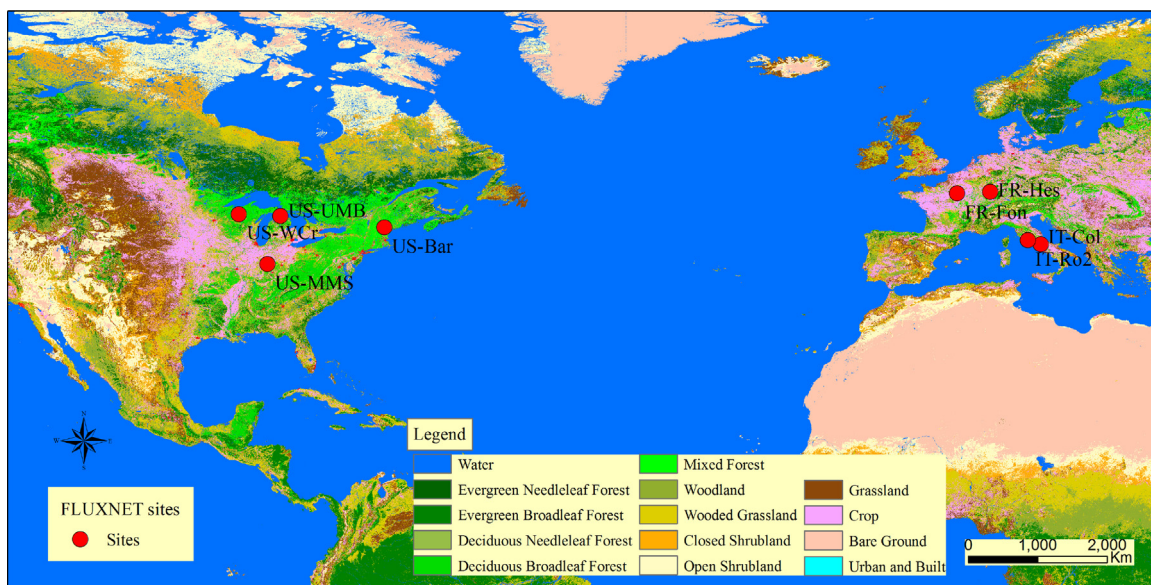 US-UMB
US-WCr
US-Bar
US-MMS
FR-Hes
FR-Fon
IT-Col
IT-Ro2
N
W E
S
FLUXNET sites
Sites
Legend
Water
Evergreen Needleleaf Forest
Evergreen Broadleaf Forest
Deciduous Needleleaf Forest
Deciduous Broadleaf Forest
Mixed Forest
Woodland
Wooded Grassland
Closed Shrubland
Open Shrubland
Grassland
Crop
Bare Ground
Urban and Built
0 1,000 2,000
Km